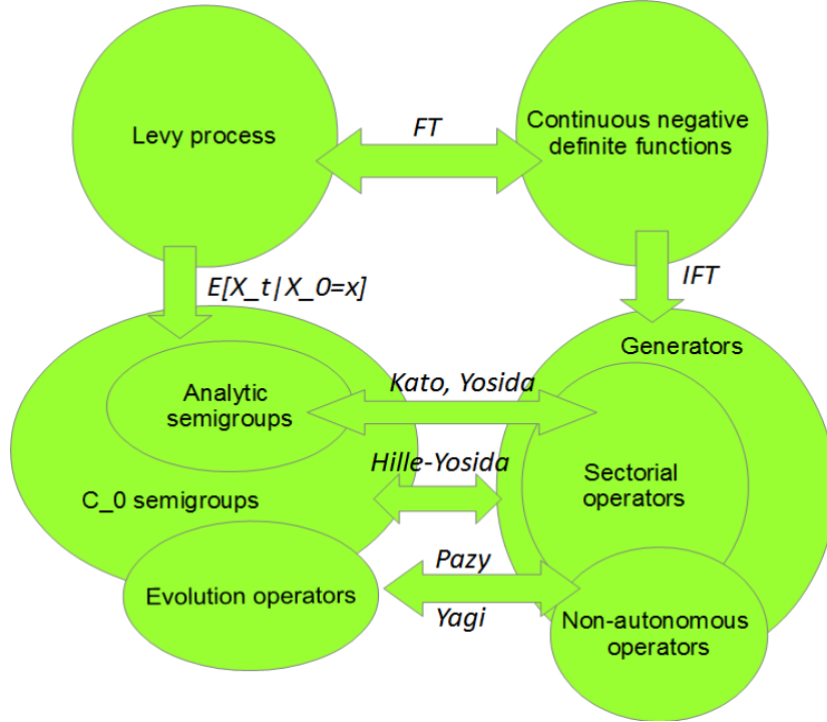 Levy process
FT
Continuous negative
definite functions
E[X_t|X_0=x]
IFT
Generators
Analytic
semigroups
Kato, Yosida
Hille-Yosida
Sectorial
operators
C_0 semigroups
Pazy
Evolution operators
Yagi
Non-autonomous
operators